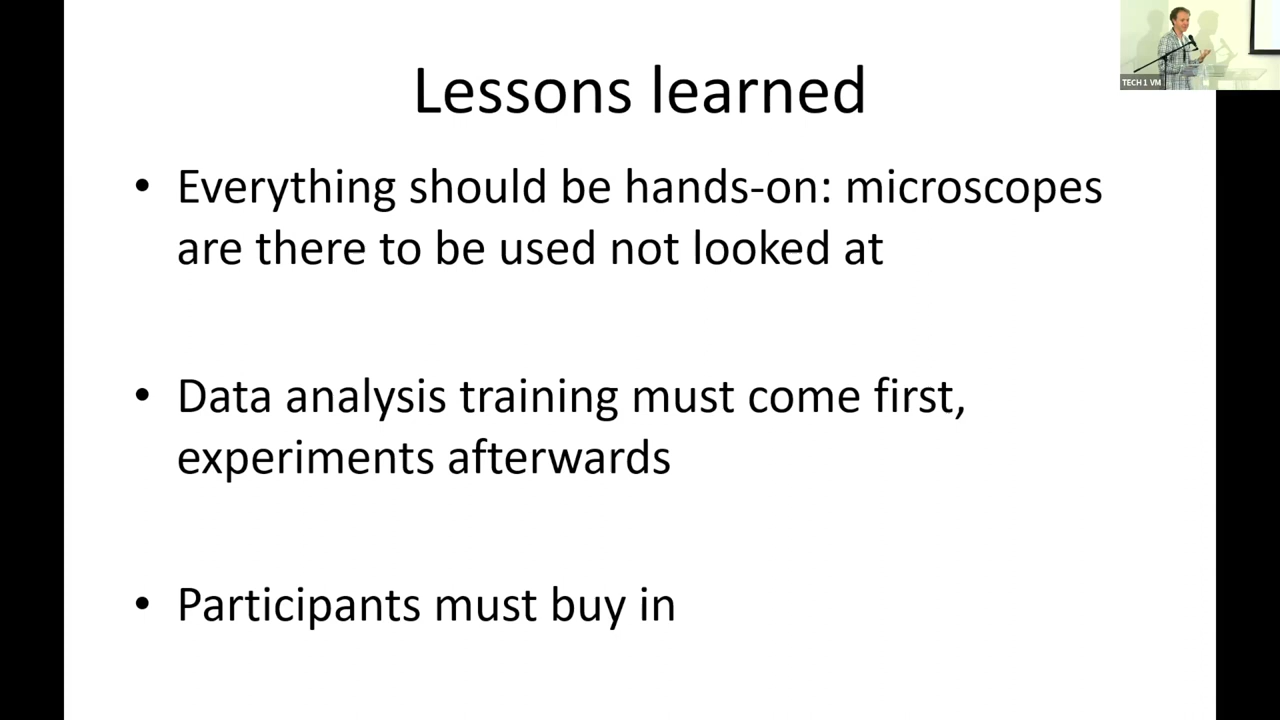 Lessons learned
• Everything should be hands-on: microscopes
are there to be used not looked at
• Data analysis training must come first,
experiments afterwards
• Participants must buy in
TECH 1 VM